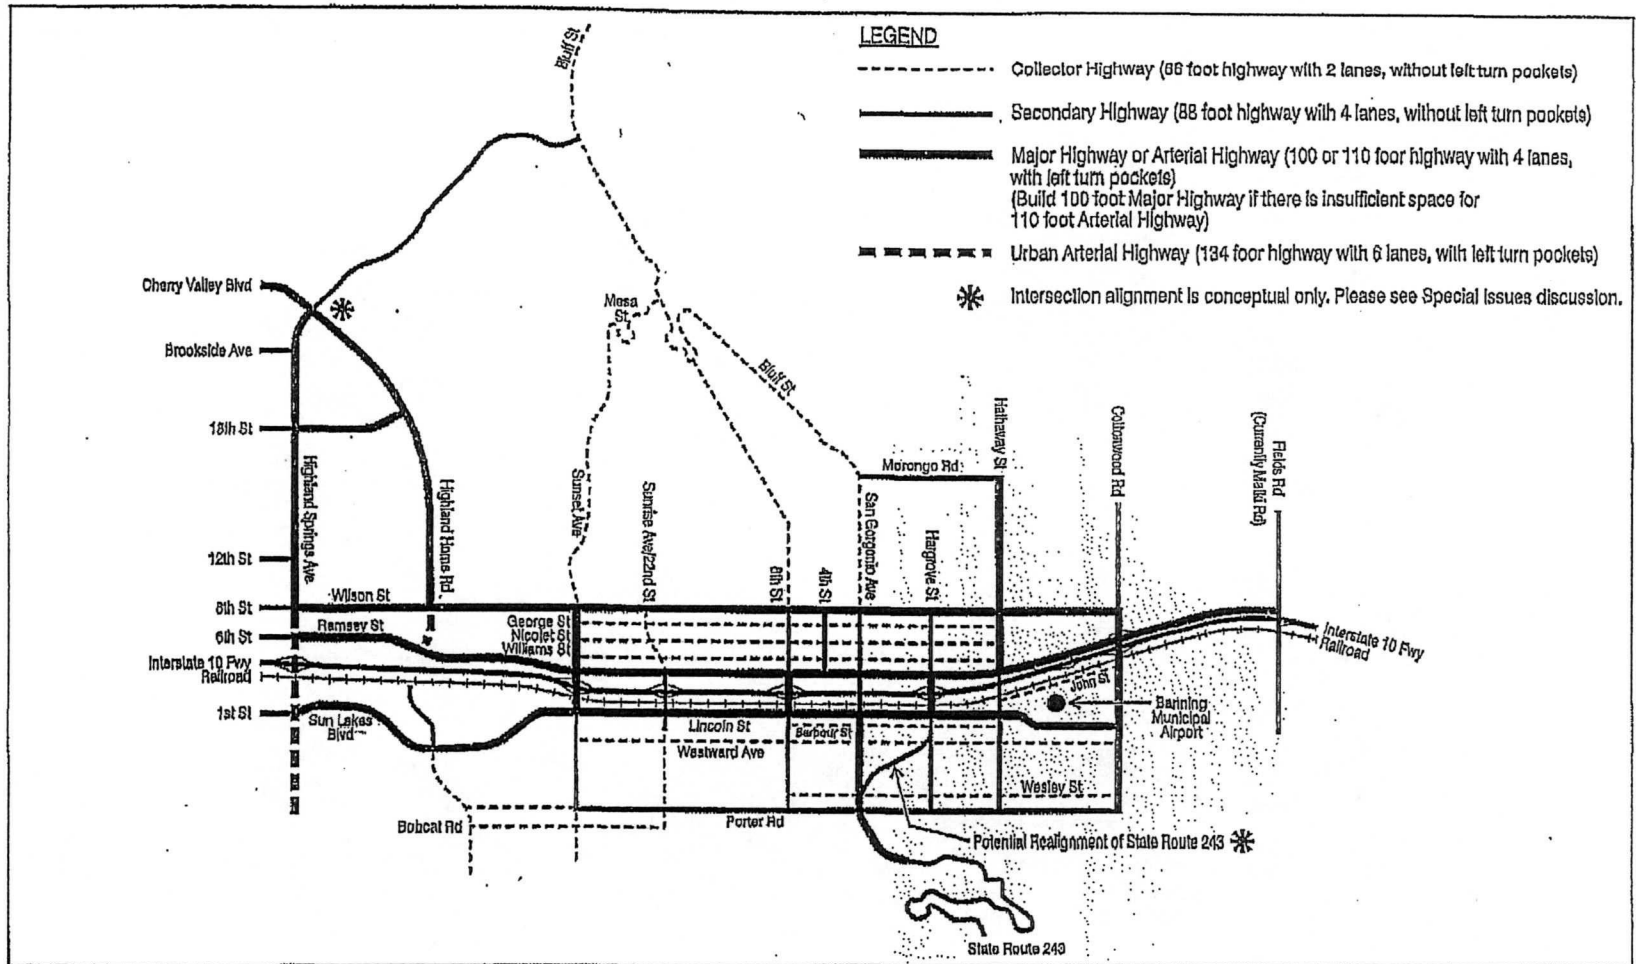 LEGEND
Collector Highway (66 foot highway with 2 lanes, without left turn pockets)
Secondary Highway (88 foot highway with 4 lanes, without left turn pockets)
Major Highway or Arterial Highway (100 or 110 foor highway with 4 lanes,
with left turn pockets)
(Build 100 foot Major Highway if there is insufficient space for
110 foot Arterial Highway)
Urban Arterial Highway (134 foor highway with 6 lanes, with left turn pockets)
Intersection alignment is conceptual only. Please see Special Issues discussion.
Bluff St
Cherry Valley Blvd
Mesa
St
Brookside Ave
Bluff St
18th St
Highland Springs Ave
Highland Home Rd
Sunset Ave
Sunrise Ave/22nd St
8th St
4th St
San Gorgonio Ave
Hargrove St
Morongo Rd
Hathaway St
Cottonwood Rd
Fields Rd
(Currently Malki Rd)
12th St
8th St
Wilson St
6th St
Ramsey St
George St
Nicolet St
Williams St
Interstate 10 Fwy
Railroad
Interstate 10 Fwy
Railroad
John St
Banning
Municipal
Airport
1st St
Sun Lakes
Blvd
Lincoln St
Barbour St
Westward Ave
Wesley St
Bobcat Rd
Porter Rd
Potential Realignment of State Route 243
State Route 243